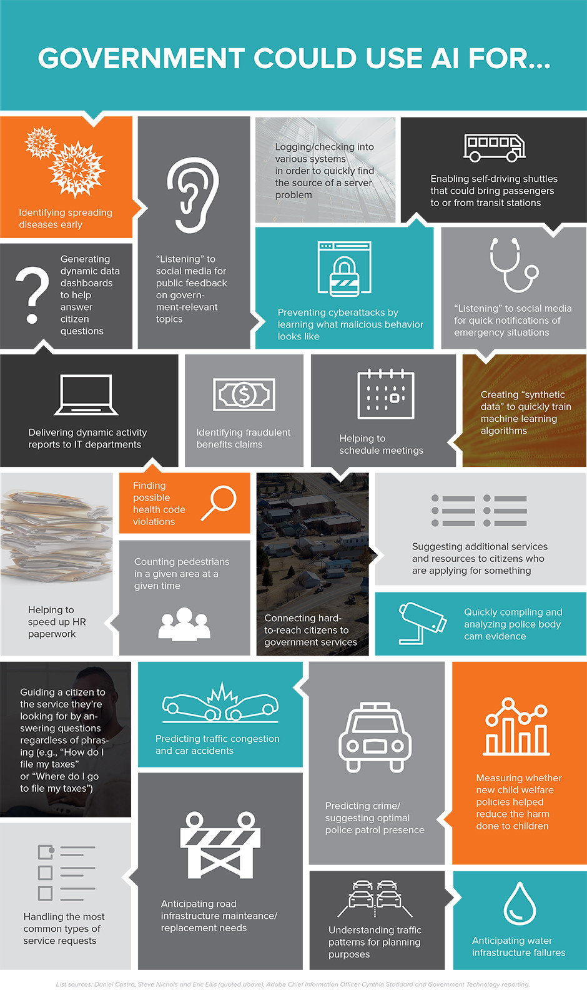 GOVERNMENT COULD USE AI FOR...
Identifying spreading
diseases early
"Listening" to
social media for
public feedback
on govern-
ment-relevant
topics
Logging/checking into
various systems
in order to quickly find
the source of a server
problem
Enabling self-driving shuttles
that could bring passengers
to or from transit stations
Generating
dynamic data
dashboards
to help
answer
citizen
questions
Preventing cyberattacks by
learning what malicious behavior
looks like
"Listening" to social media
for quick notifications of
emergency situations
Delivering dynamic activity
reports to IT departments
Identifying fraudulent
benefits claims
Helping to
schedule meetings
Creating "synthetic
data" to quickly train
machine learning
algorithms
Helping to
speed up HR
paperwork
Finding
possible
health code
violations
Counting pedestrians
in a given area at a
given time
Connecting hard-
to-reach citizens to
government services
Suggesting additional services
and resources to citizens who
are applying for something
Quickly compiling and
analyzing police body
cam evidence
Guiding a citizen to
the service they're
looking for by an-
swering questions
regardless of phras-
ing (e.g., "How do I
file my taxes"
or "Where do I go
to file my taxes")
Predicting traffic congestion
and car accidents
Predicting crime/
suggesting optimal
police patrol presence
Measuring whether
new child welfare
policies helped
reduce the harm
done to children
Handling the most
common types of
service requests
Anticipating road
infrastructure mainteance/
replacement needs
Understanding traffic
patterns for planning
purposes
Anticipating water
infrastructure failures
List sources: Daniel Castro, Steve Nichols and Eric Ellis (quoted above), Adobe Chief Information Officer Cynthia Stoddard and Government Technology reporting.